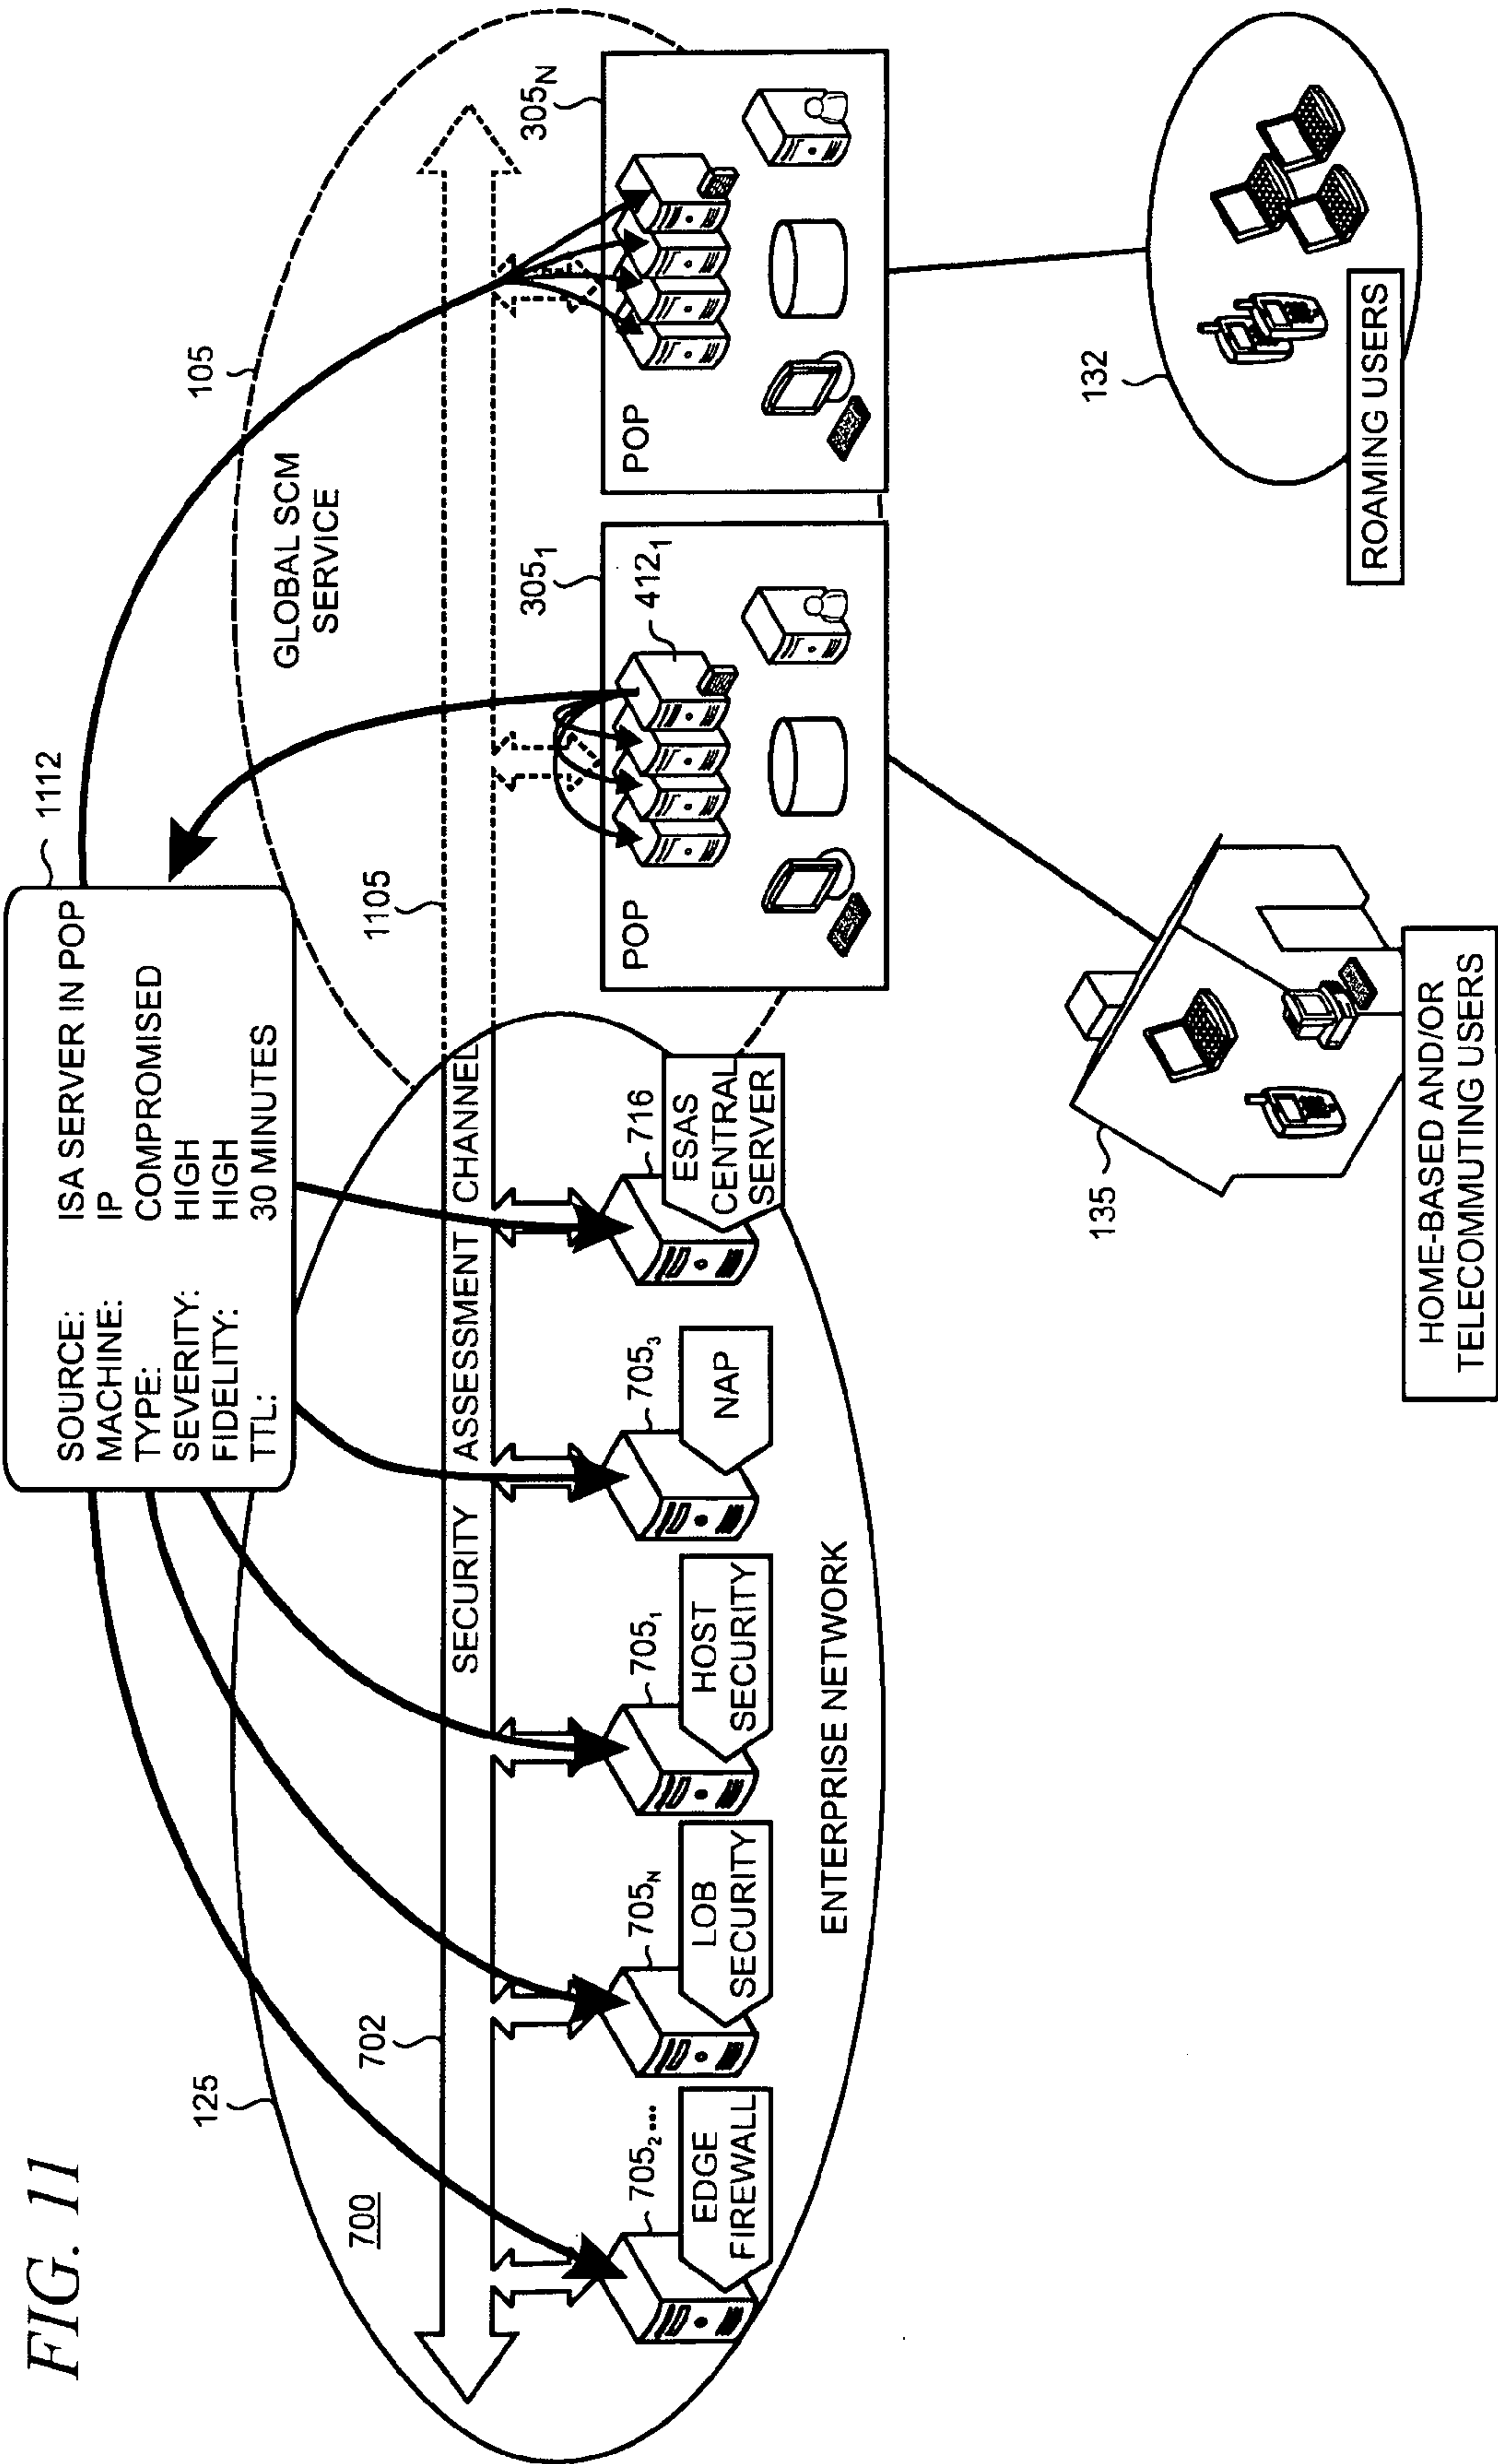 FIG. 11
1112
SOURCE: ISA SERVER IN POP
MACHINE: IP
TYPE: COMPROMISED
SEVERITY: HIGH
FIDELITY: HIGH
TTL: 30 MINUTES
125
105
700
702
1105
GLOBAL SCM
SERVICE
SECURITY ASSESSMENT CHANNEL
705₂...
705N
705₁
705₃
716
305₁
305N
EDGE
FIREWALL
LOB
SECURITY
HOST
SECURITY
NAP
ESAS
CENTRAL
SERVER
POP
412₁
POP
ENTERPRISE NETWORK
135
132
HOME-BASED AND/OR
TELECOMMUTING USERS
ROAMING USERS